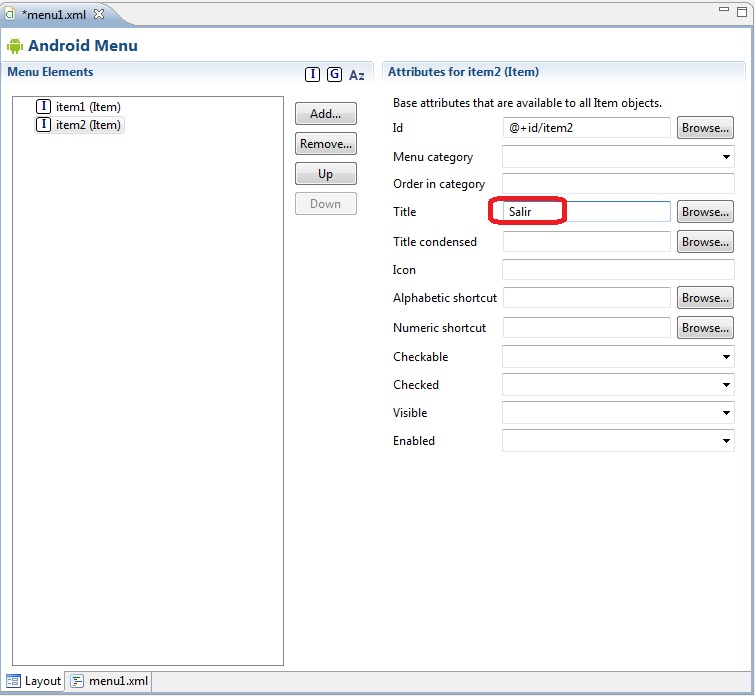 *menu1.xml
Android Menu
Menu Elements
I G Az
Attributes for item2 (Item)
I item1 (Item)
I item2 (Item)
Add...
Remove...
Up
Down
Base attributes that are available to all Item objects.
Id @+id/item2 Browse...
Menu category
Order in category
Title Salir Browse...
Title condensed Browse...
Icon
Alphabetic shortcut Browse...
Numeric shortcut Browse...
Checkable
Checked
Visible
Enabled
Layout menu1.xml